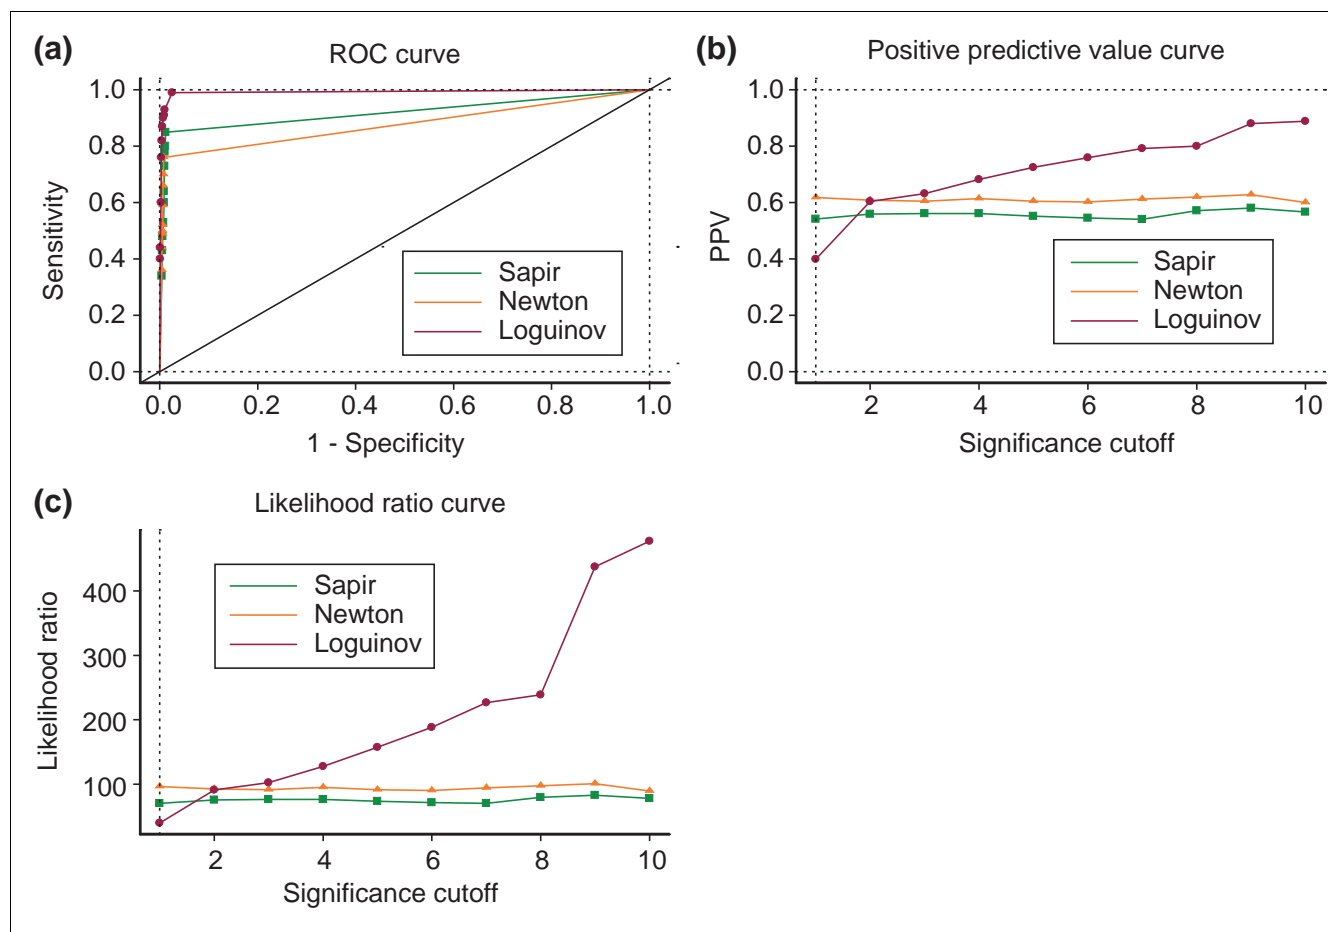 (a)
ROC curve
1.0
0.8
0.6
0.4
0.2
0.0
Sensitivity
Sapir
Newton
Loguinov
0.0 0.2 0.4 0.6 0.8 1.0
1 - Specificity
(b)
Positive predictive value curve
1.0
0.8
0.6
0.4
0.2
0.0
PPV
Sapir
Newton
Loguinov
2 4 6 8 10
Significance cutoff
(c)
Likelihood ratio curve
400
300
200
100
Likelihood ratio
Sapir
Newton
Loguinov
2 4 6 8 10
Significance cutoff